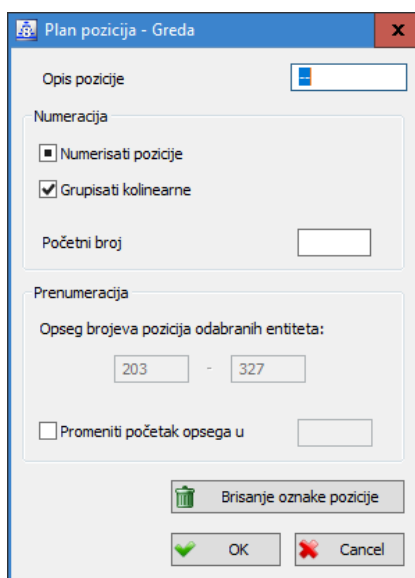 Plan pozicija - Greda
Opis pozicije --
Numeracija
Numerisati pozicije
Grupisati kolinearne
Početni broj
Prenumeracija
Opseg brojeva pozicija odabranih entiteta:
203 - 327
Promeniti početak opsega u
Brisanje oznake pozicije
OK Cancel